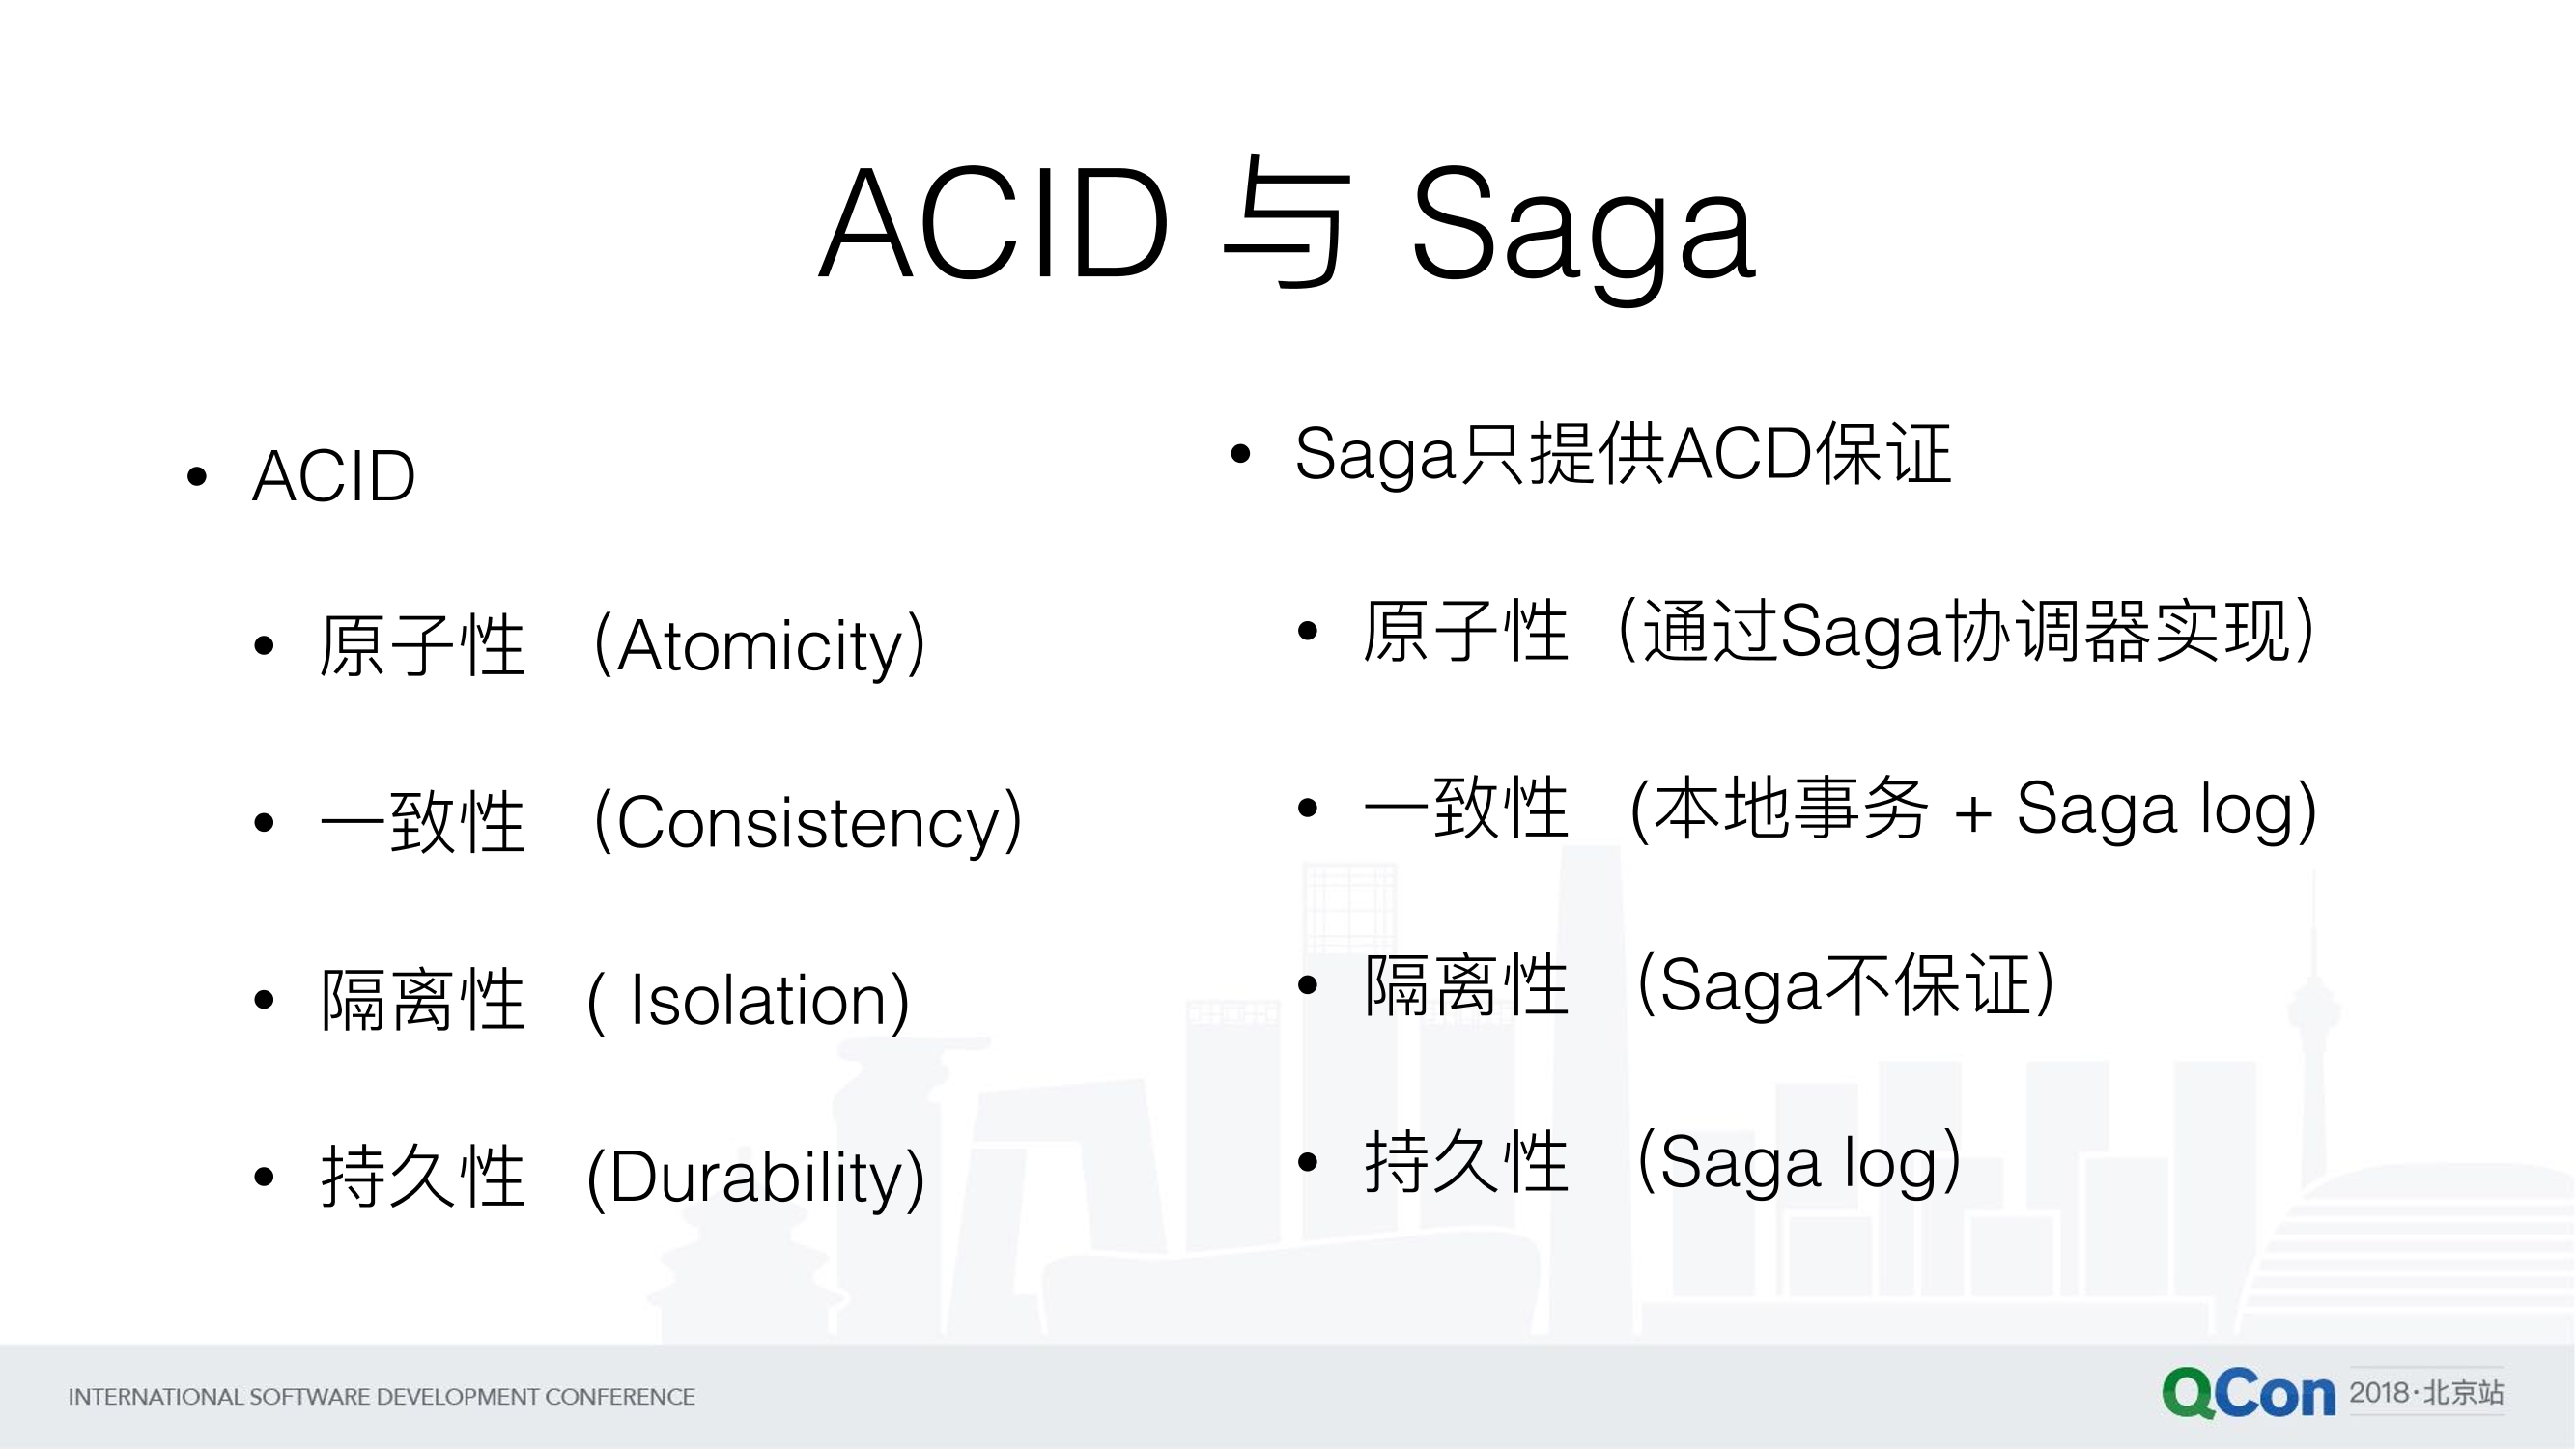 ACID 与 Saga
• ACID
• 原子性 （Atomicity）
• 一致性 （Consistency）
• 隔离性 ( Isolation)
• 持久性 (Durability)
• Saga只提供ACD保证
• 原子性（通过Saga协调器实现）
• 一致性 (本地事务 + Saga log)
• 隔离性 （Saga不保证）
• 持久性 （Saga log）
INTERNATIONAL SOFTWARE DEVELOPMENT CONFERENCE
QCon 2018·北京站